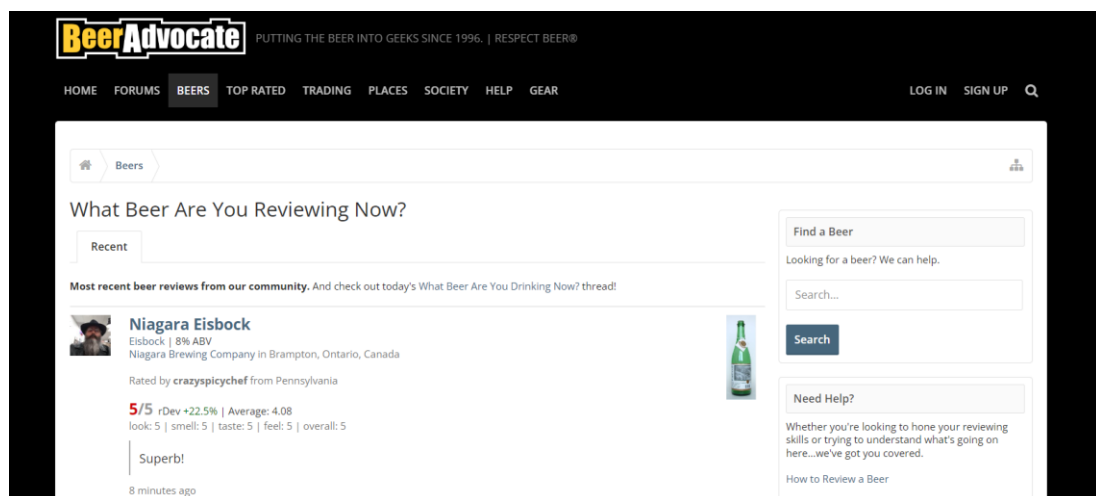 BeerAdvocate PUTTING THE BEER INTO GEEKS SINCE 1996. | RESPECT BEER®
HOME FORUMS BEERS TOP RATED TRADING PLACES SOCIETY HELP GEAR LOG IN SIGN UP
Beers
What Beer Are You Reviewing Now?
Recent
Most recent beer reviews from our community. And check out today's What Beer Are You Drinking Now? thread!
Niagara Eisbock
Eisbock | 8% ABV
Niagara Brewing Company in Brampton, Ontario, Canada
Rated by crazyspicychef from Pennsylvania
5/5 rDev +22.5% | Average: 4.08
look: 5 | smell: 5 | taste: 5 | feel: 5 | overall: 5
Superb!
8 minutes ago
Find a Beer
Looking for a beer? We can help.
Search...
Search
Need Help?
Whether you're looking to hone your reviewing
skills or trying to understand what's going on
here...we've got you covered.
How to Review a Beer